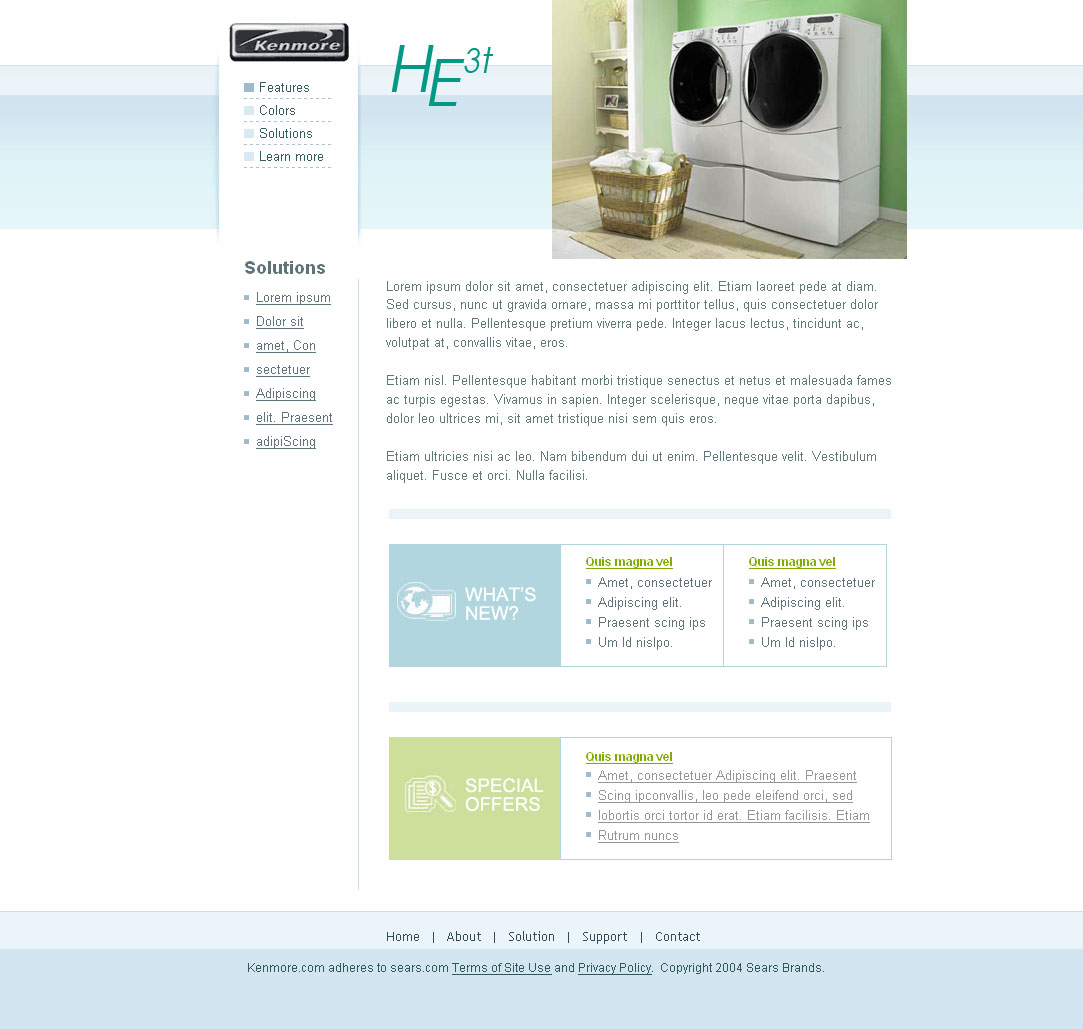 Kenmore
HE3t
Features
Colors
Solutions
Learn more
Solutions
Lorem ipsum
Dolor sit
amet, Con
sectetuer
Adipiscing
elit. Praesent
adipiScing
Lorem ipsum dolor sit amet, consectetuer adipiscing elit. Etiam laoreet pede at diam.
Sed cursus, nunc ut gravida ornare, massa mi porttitor tellus, quis consectetuer dolor
libero et nulla. Pellentesque pretium viverra pede. Integer lacus lectus, tincidunt ac,
volutpat at, convallis vitae, eros.
Etiam nisl. Pellentesque habitant morbi tristique senectus et netus et malesuada fames
ac turpis egestas. Vivamus in sapien. Integer scelerisque, neque vitae porta dapibus,
dolor leo ultrices mi, sit amet tristique nisi sem quis eros.
Etiam ultricies nisi ac leo. Nam bibendum dui ut enim. Pellentesque velit. Vestibulum
aliquet. Fusce et orci. Nulla facilisi.
WHAT'S
NEW?
Quis magna vel
Amet, consectetuer
Adipiscing elit.
Praesent scing ips
Um Id nislpo.
Quis magna vel
Amet, consectetuer
Adipiscing elit.
Praesent scing ips
Um Id nislpo.
SPECIAL
OFFERS
Quis magna vel
Amet, consectetuer Adipiscing elit. Praesent
Scing ipconvallis, leo pede eleifend orci, sed
lobortis orci tortor id erat. Etiam facilisis. Etiam
Rutrum nuncs
Home | About | Solution | Support | Contact
Kenmore.com adheres to sears.com Terms of Site Use and Privacy Policy. Copyright 2004 Sears Brands.